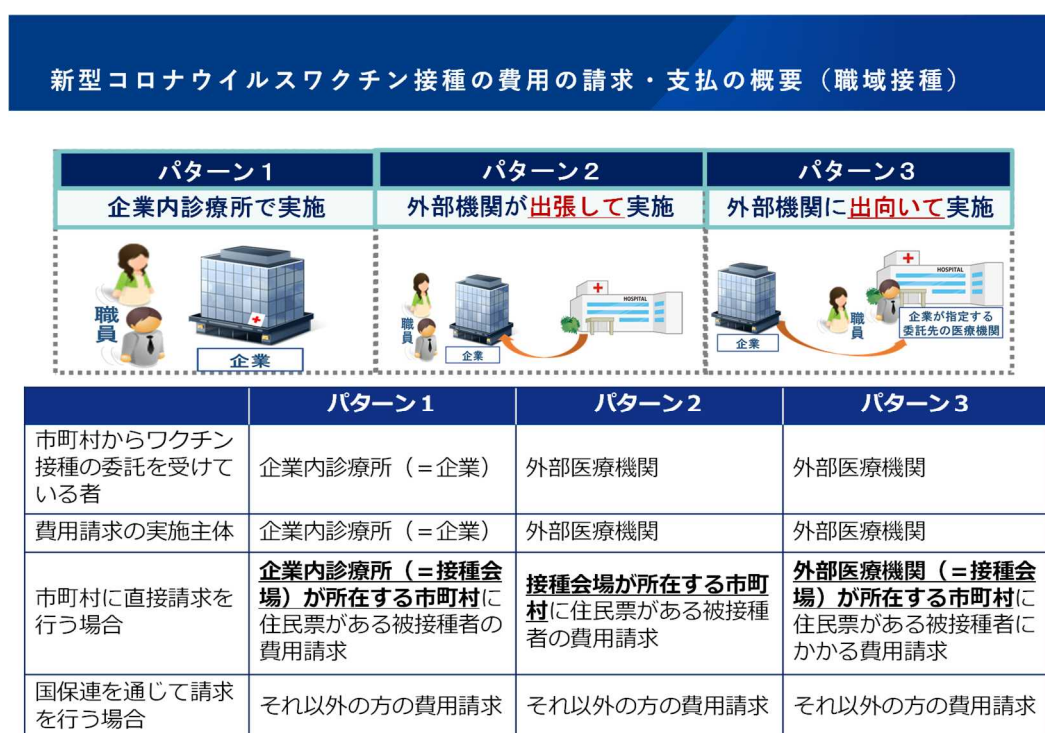 新型コロナウイルスワクチン接種の費用の請求・支払の概要（職域接種）
パターン１
パターン２
パターン３
企業内診療所で実施
外部機関が出張して実施
外部機関に出向いて実施
職員
企業
職員
企業
HOSPITAL
企業
職員
HOSPITAL
企業が指定する
委託先の医療機関
パターン１
パターン２
パターン３
市町村からワクチン
接種の委託を受けて
いる者
企業内診療所（＝企業）
外部医療機関
外部医療機関
費用請求の実施主体
企業内診療所（＝企業）
外部医療機関
外部医療機関
市町村に直接請求を
行う場合
企業内診療所（＝接種会
場）が所在する市町村に
住民票がある被接種者の
費用請求
接種会場が所在する市町
村に住民票がある被接種
者の費用請求
外部医療機関（＝接種会
場）が所在する市町村に
住民票がある被接種者に
かかる費用請求
国保連を通じて請求
を行う場合
それ以外の方の費用請求
それ以外の方の費用請求
それ以外の方の費用請求